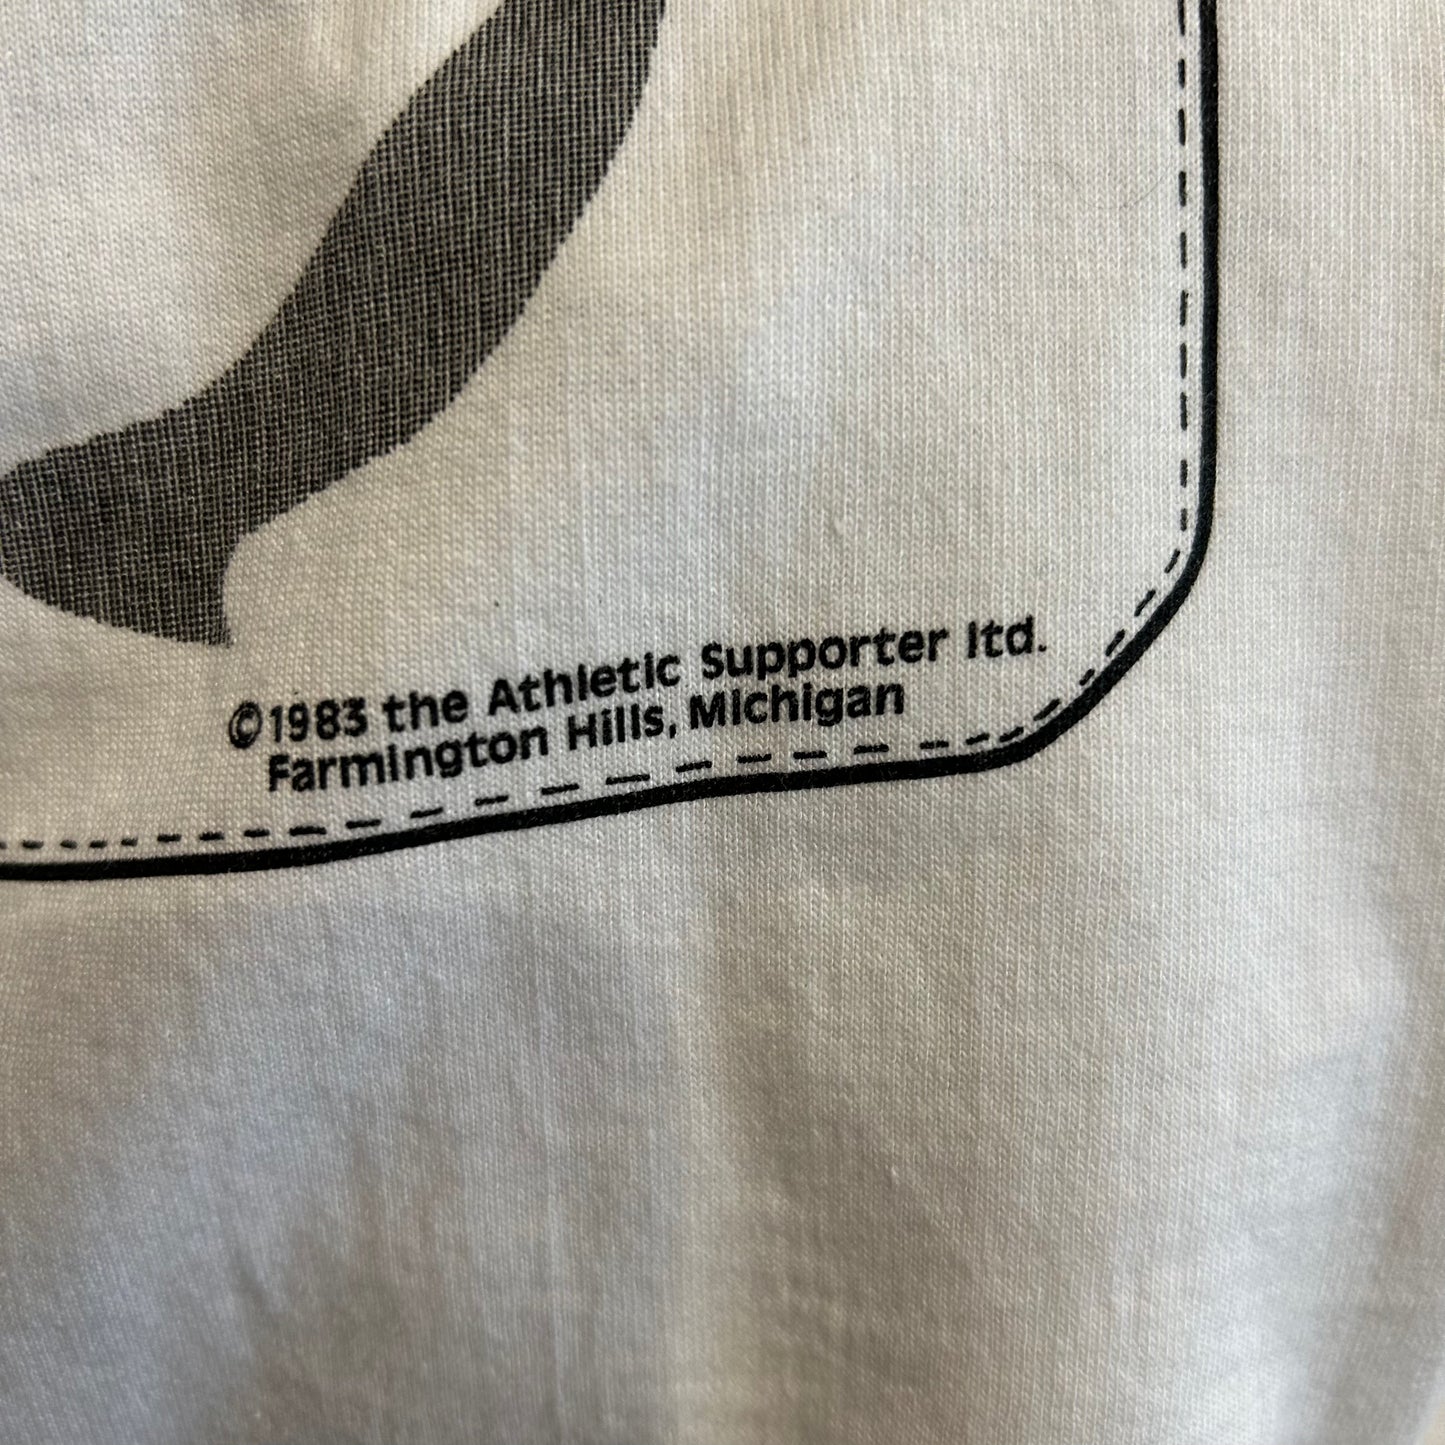 ©1983 the Athletic Supporter ltd.
Farmington Hills, Michigan